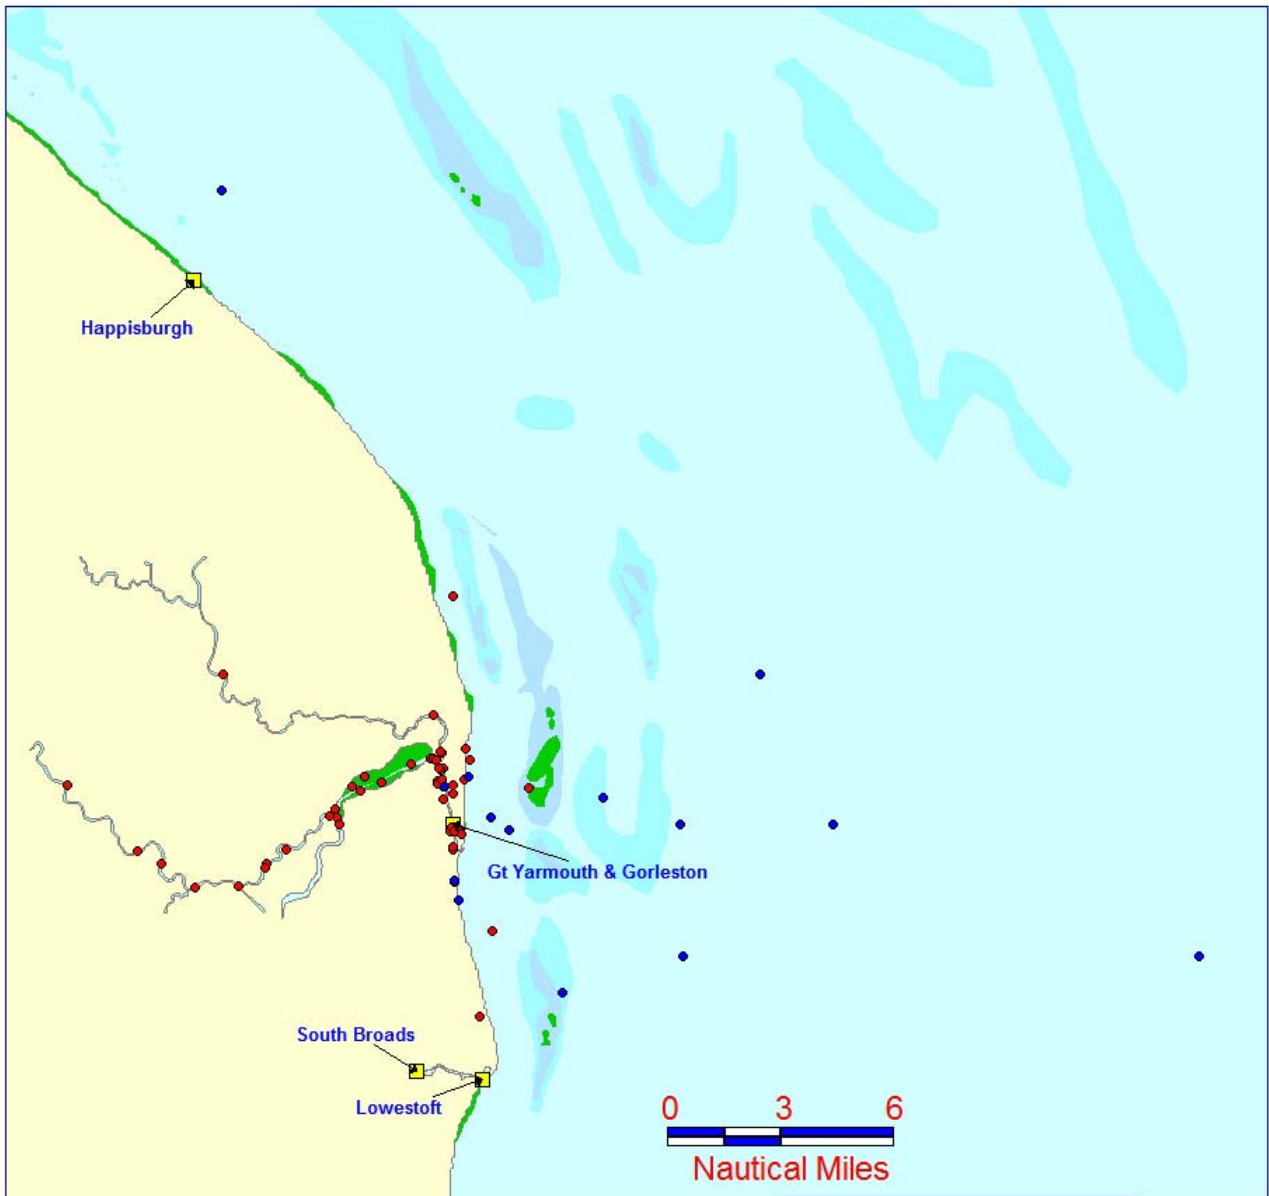 Happisburgh
Gt Yarmouth & Gorleston
South Broads
Lowestoft
0 3 6
Nautical Miles